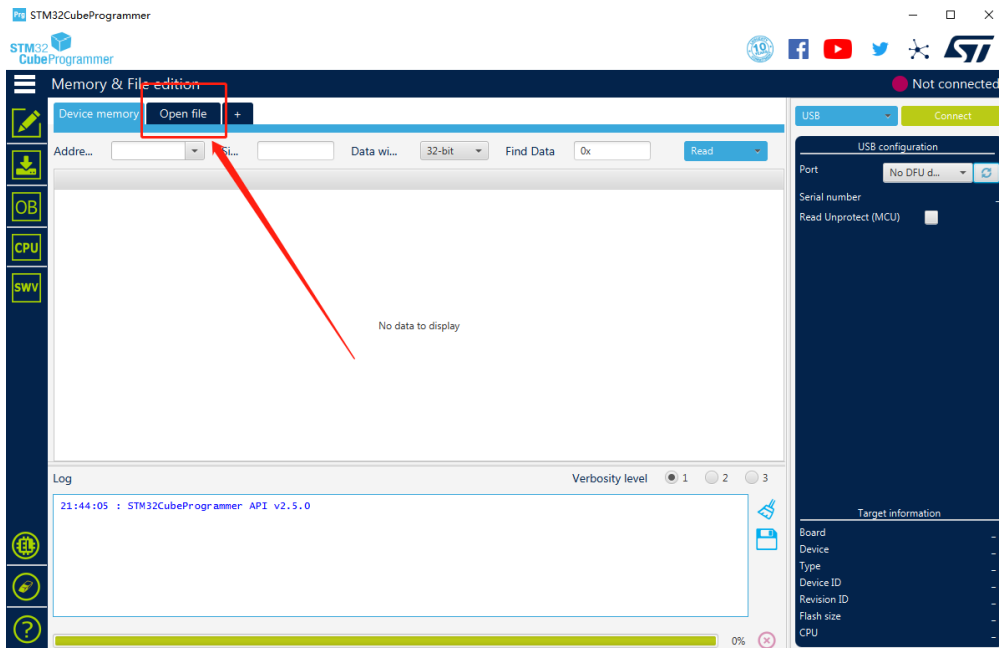 Prg STM32CubeProgrammer
STM32
CubeProgrammer
10
Memory & File edition
Not connected
Device memory
Open file
+
USB
Connect
Addre...
Si...
Data wi...
32-bit
Find Data
0x
Read
USB configuration
Port
No DFU d...
Serial number
Read Unprotect (MCU)
OB
CPU
SWV
No data to display
Log
Verbosity level
1
2
3
21:44:05 : STM32CubeProgrammer API v2.5.0
Target information
Board
Device
Type
Device ID
Revision ID
Flash size
CPU
0%